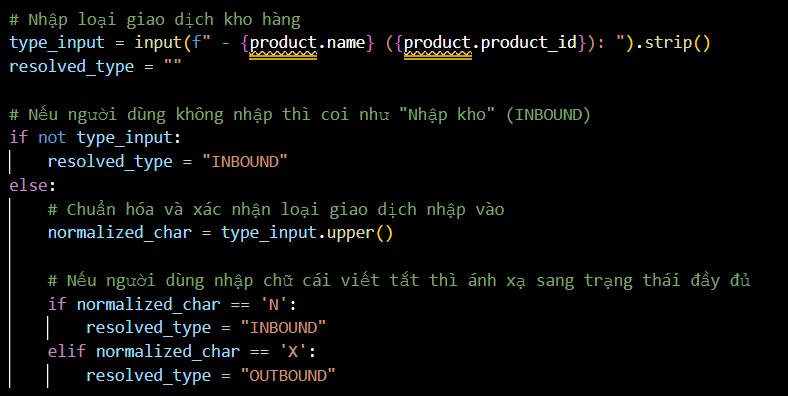 # Nhập loại giao dịch kho hàng
type_input = input(f" - {product.name} ({product.product_id}): ").strip()
resolved_type = ""

# Nếu người dùng không nhập thì coi như "Nhập kho" (INBOUND)
if not type_input:
    resolved_type = "INBOUND"
else:
    # Chuẩn hóa và xác nhận loại giao dịch nhập vào
    normalized_char = type_input.upper()

    # Nếu người dùng nhập chữ cái viết tắt thì ánh xạ sang trạng thái đầy đủ
    if normalized_char == 'N':
        resolved_type = "INBOUND"
    elif normalized_char == 'X':
        resolved_type = "OUTBOUND"